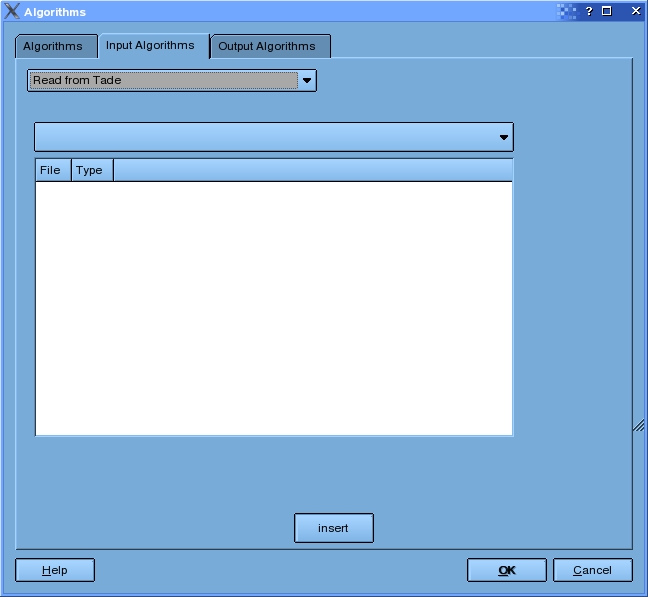 Algorithms
Algorithms Input Algorithms Output Algorithms
Read from Tade
File Type
insert
Help OK Cancel